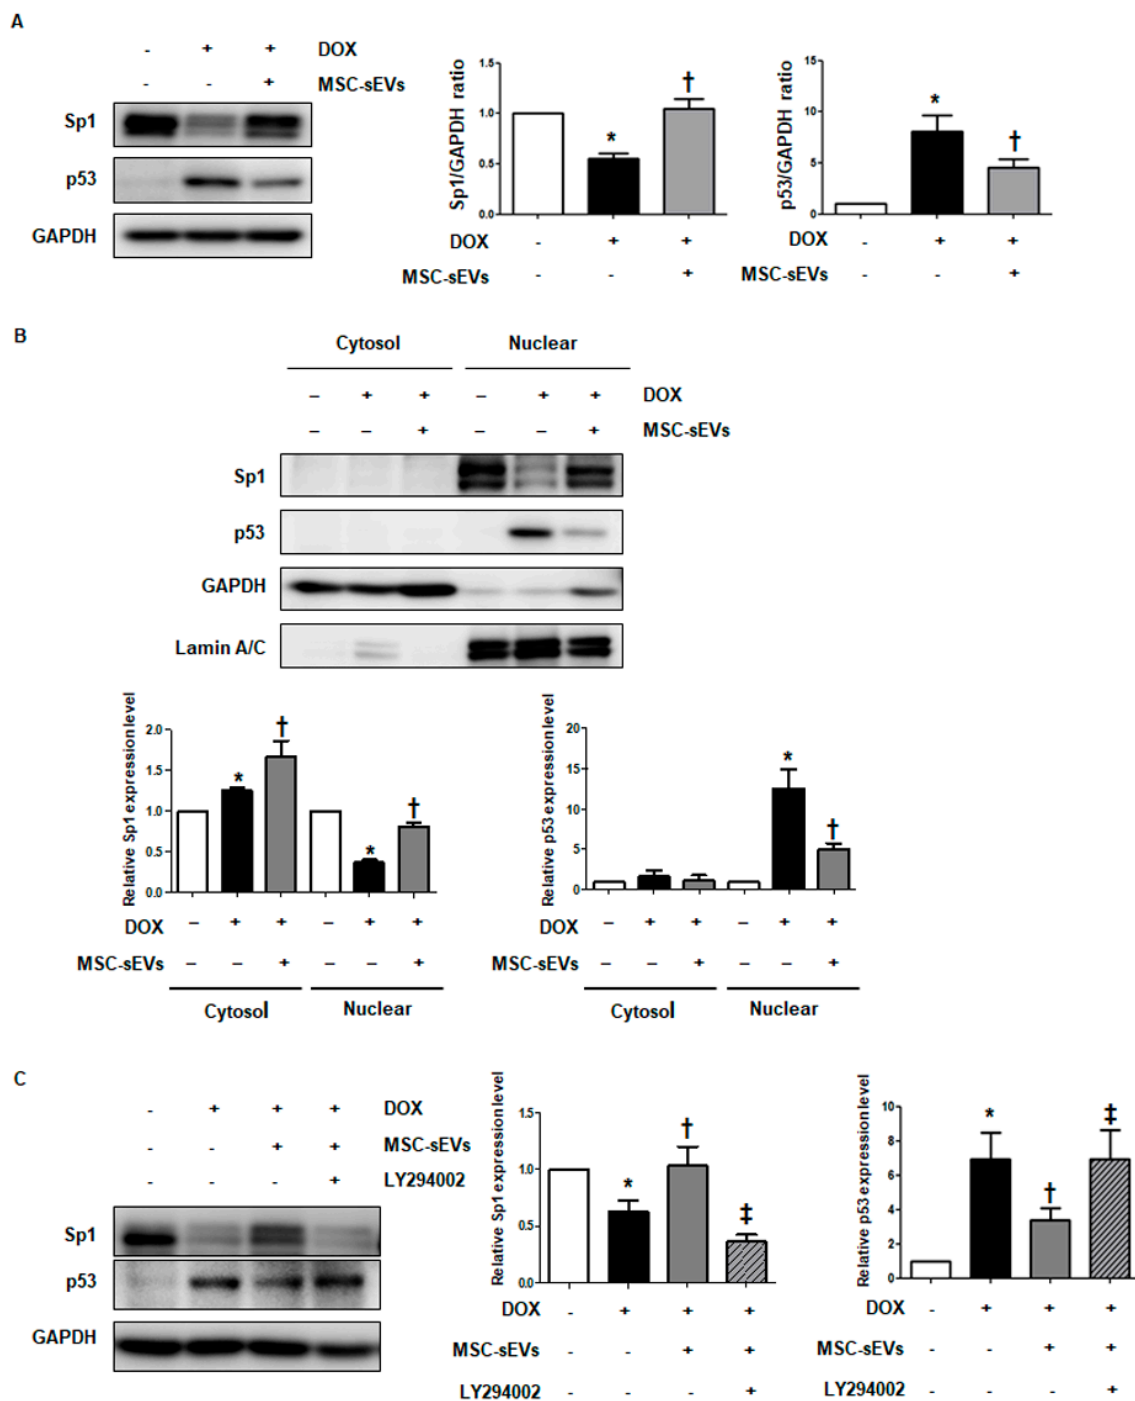 A
- + + DOX
- - + MSC-sEVs
Sp1
p53
GAPDH
Sp1/GAPDH ratio
1.5
1.0
0.5
0.0
* †
DOX - + +
MSC-sEVs - - +
p53/GAPDH ratio
15
10
5
0
* †
DOX - + +
MSC-sEVs - - +
B
Cytosol Nuclear
– + + – + + DOX
– – + – – + MSC-sEVs
Sp1
p53
GAPDH
Lamin A/C
Relative Sp1 expression level
2.0
1.5
1.0
0.5
0.0
* † * †
DOX – + + – + +
MSC-sEVs – – + – – +
Cytosol Nuclear
Relative p53 expression level
20
15
10
5
0
* †
DOX – + + – + +
MSC-sEVs – – + – – +
Cytosol Nuclear
C
- + + + DOX
- - + + MSC-sEVs
- - - + LY294002
Sp1
p53
GAPDH
Relative Sp1 expression level
1.5
1.0
0.5
0.0
* † ‡
DOX - + + +
MSC-sEVs - - + +
LY294002 - - - +
Relative p53 expression level
10
8
6
4
2
0
* † ‡
DOX - + + +
MSC-sEVs - - + +
LY294002 - - - +